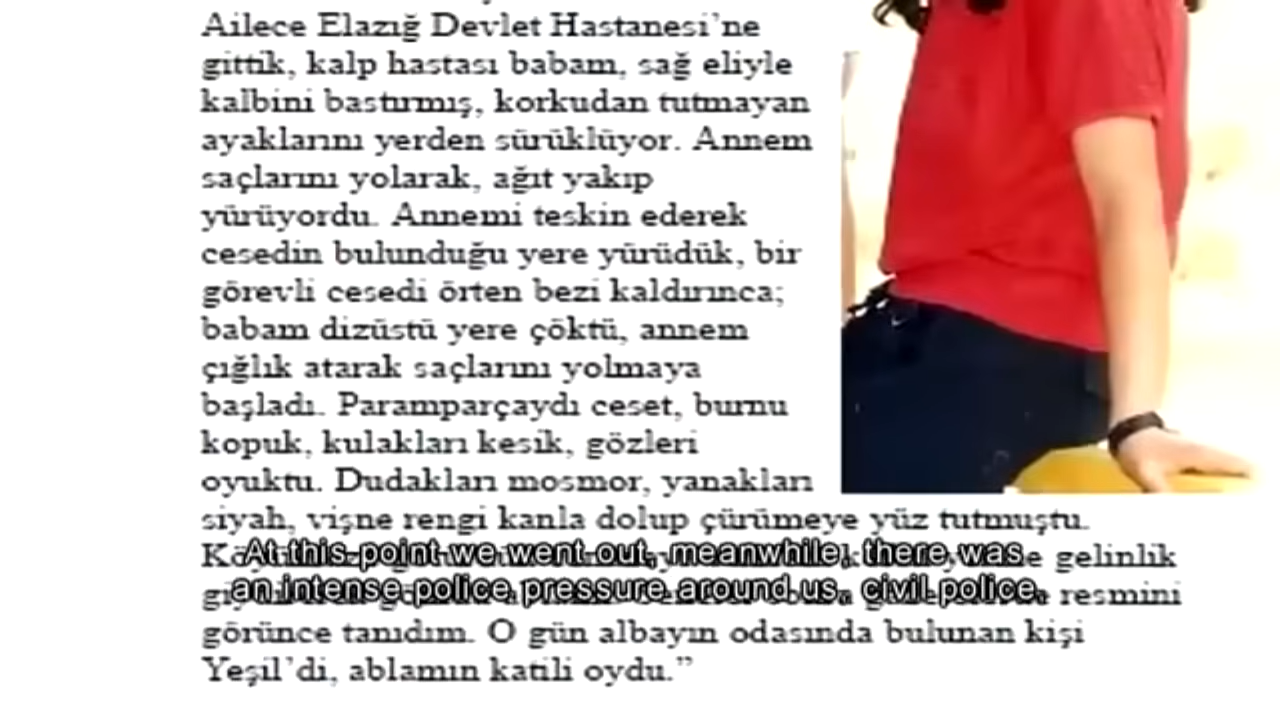 Ailece Elazığ Devlet Hastanesi’ne
gittik, kalp hastası babam, sağ eliyle
kalbini bastırmış, korkudan tutmayan
ayaklarını yerden sürüklüyor. Annem
saçlarını yolarak, ağıt yakıp
yürüyordu. Annemi teskin ederek
cesedin bulunduğu yere yürüdük, bir
görevli cesedi örten bezi kaldırınca;
babam dizüstü yere çöktü, annem
çığlık atarak saçlarını yolmaya
başladı. Paramparçaydı ceset, burnu
kopuk, kulakları kesik, gözleri
oyuktu. Dudakları mosmor, yanakları
siyah, vişne rengi kanla dolup çürümeye yüz tutmuştu.
gelinlik
resmini
At this point we went out, meanwhile, there was
an intense police pressure around us, civil police.
görünce tanıdım. O gün albayın odasında bulunan kişi
Yeşil’di, ablamın katili oydu.”